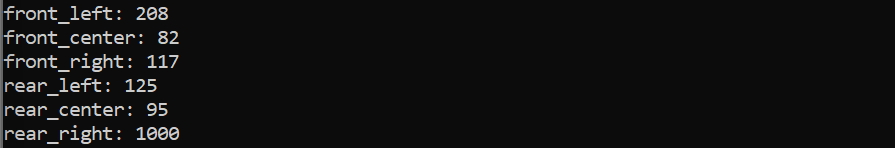 front_left: 208
front_center: 82
front_right: 117
rear_left: 125
rear_center: 95
rear_right: 1000